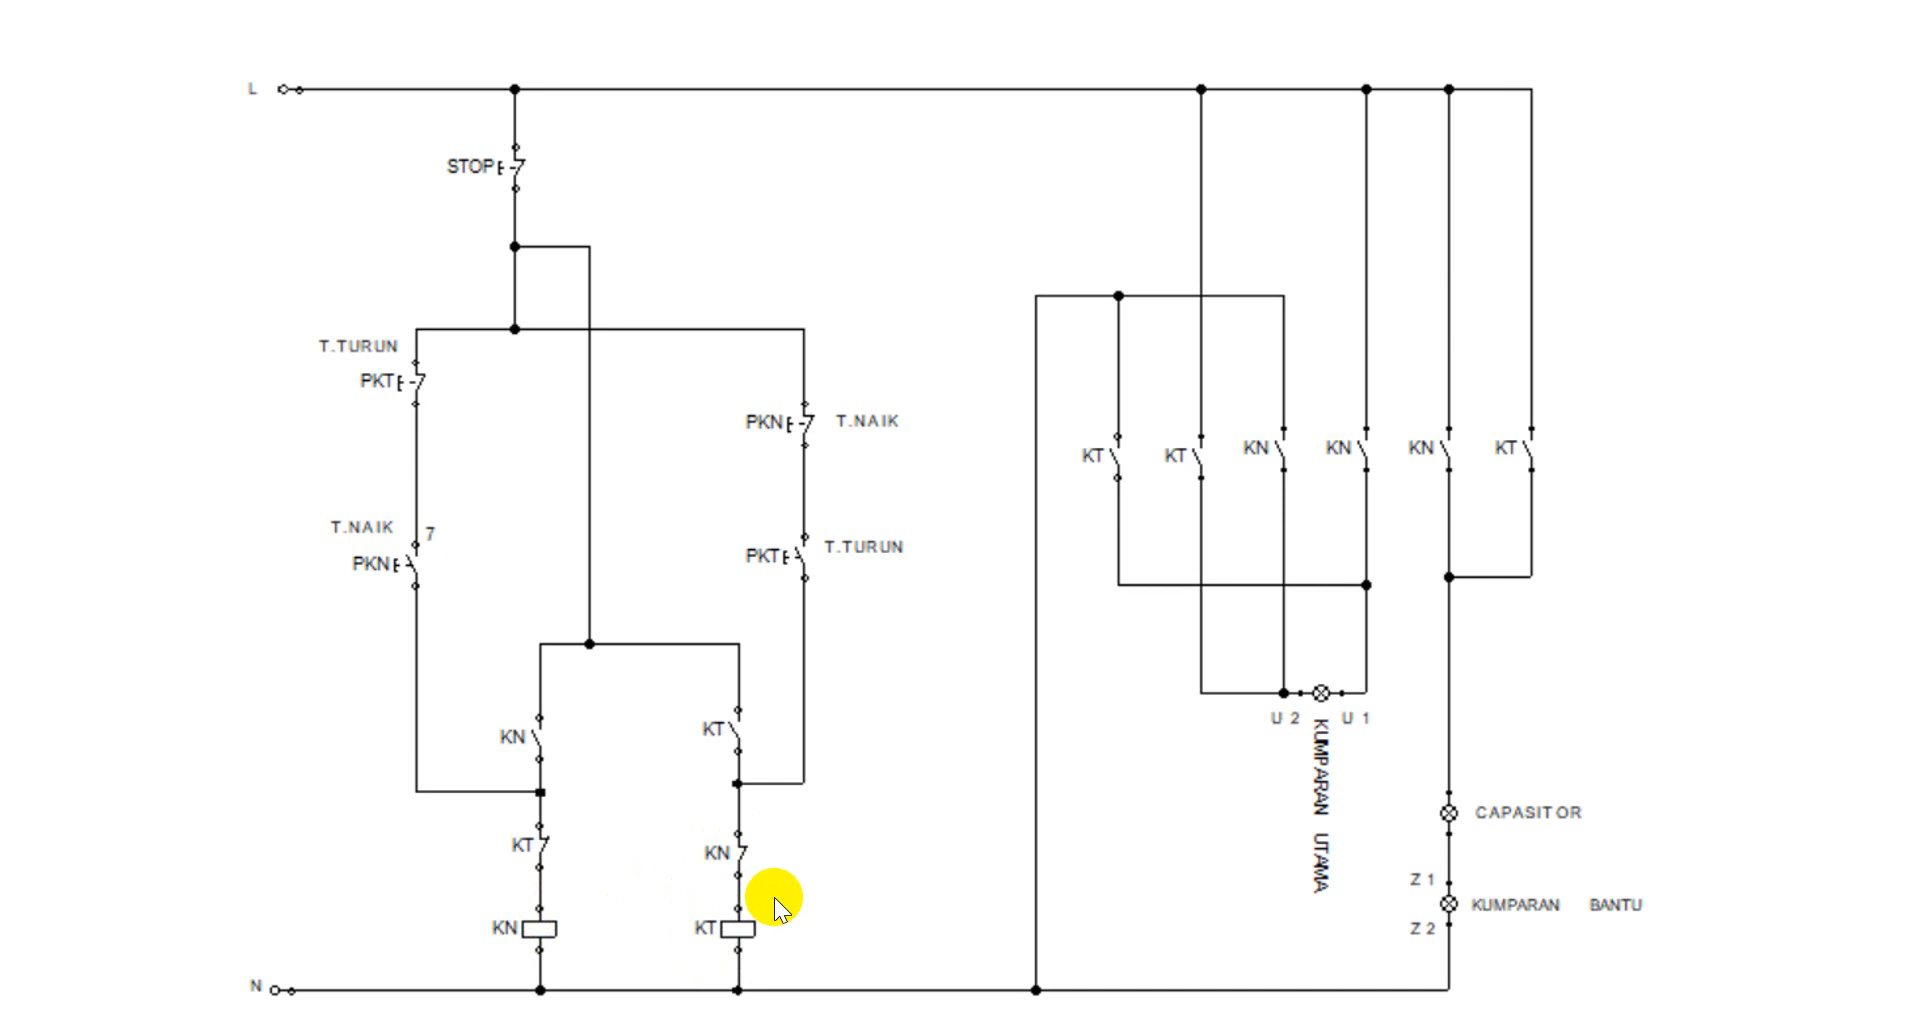 L
STOP
T.TURUN
PKT
PKN
T.NAIK
KT
KT
KN
KN
KN
KT
T.NAIK
7
PKN
PKT
T.TURUN
KN
KT
U 2
U 1
KUMPARAN UTAMA
CAPASITOR
KT
KN
Z 1
KUMPARAN BANTU
Z 2
KN
KT
N